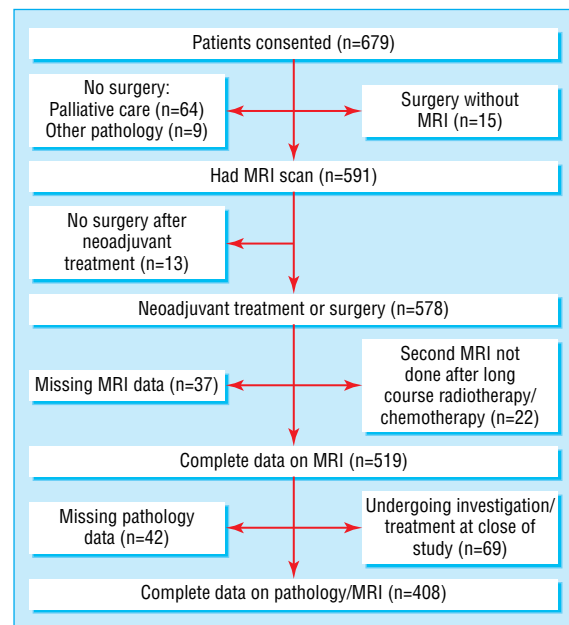 Patients consented (n=679)
No surgery:
Palliative care (n=64)
Other pathology (n=9)
Surgery without
MRI (n=15)
Had MRI scan (n=591)
No surgery after
neoadjuvant
treatment (n=13)
Neoadjuvant treatment or surgery (n=578)
Missing MRI data (n=37)
Second MRI not
done after long
course radiotherapy/
chemotherapy (n=22)
Complete data on MRI (n=519)
Missing pathology
data (n=42)
Undergoing investigation/
treatment at close of
study (n=69)
Complete data on pathology/MRI (n=408)